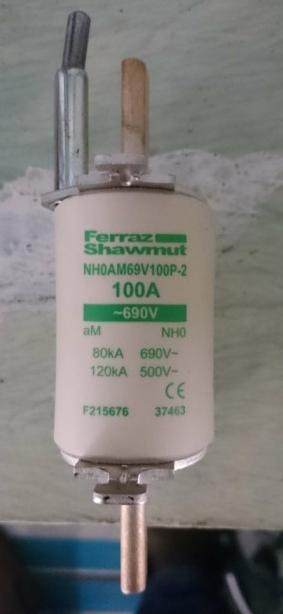 Ferraz
Shawmut
NH0AM69V100P-2
100A
~690V
aM NH0
80kA 690V~
120kA 500V~
CE
F215676 37463